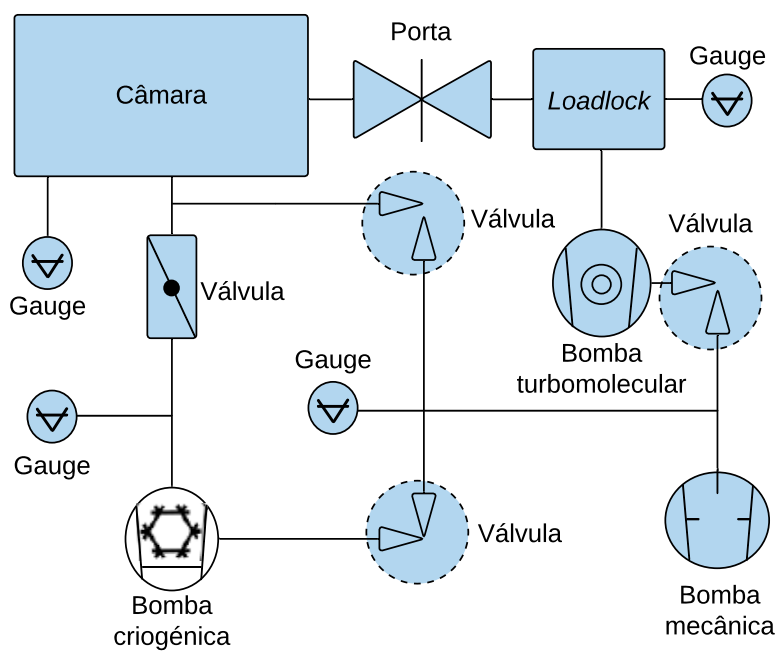 Porta
Gauge
Câmara
Loadlock
Válvula
Válvula
Válvula
Gauge
Gauge
Bomba
turbomolecular
Gauge
Válvula
Bomba
criogénica
Bomba
mecânica